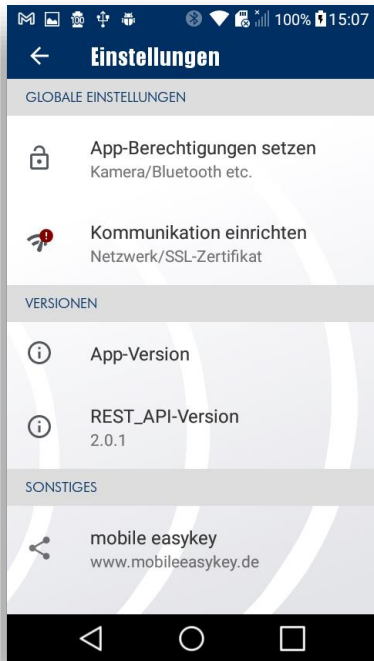 100% 15:07
Einstellungen
GLOBALE EINSTELLUNGEN
App-Berechtigungen setzen
Kamera/Bluetooth etc.
Kommunikation einrichten
Netzwerk/SSL-Zertifikat
VERSIONEN
App-Version
REST_API-Version
2.0.1
SONSTIGES
mobile easykey
www.mobileeasykey.de